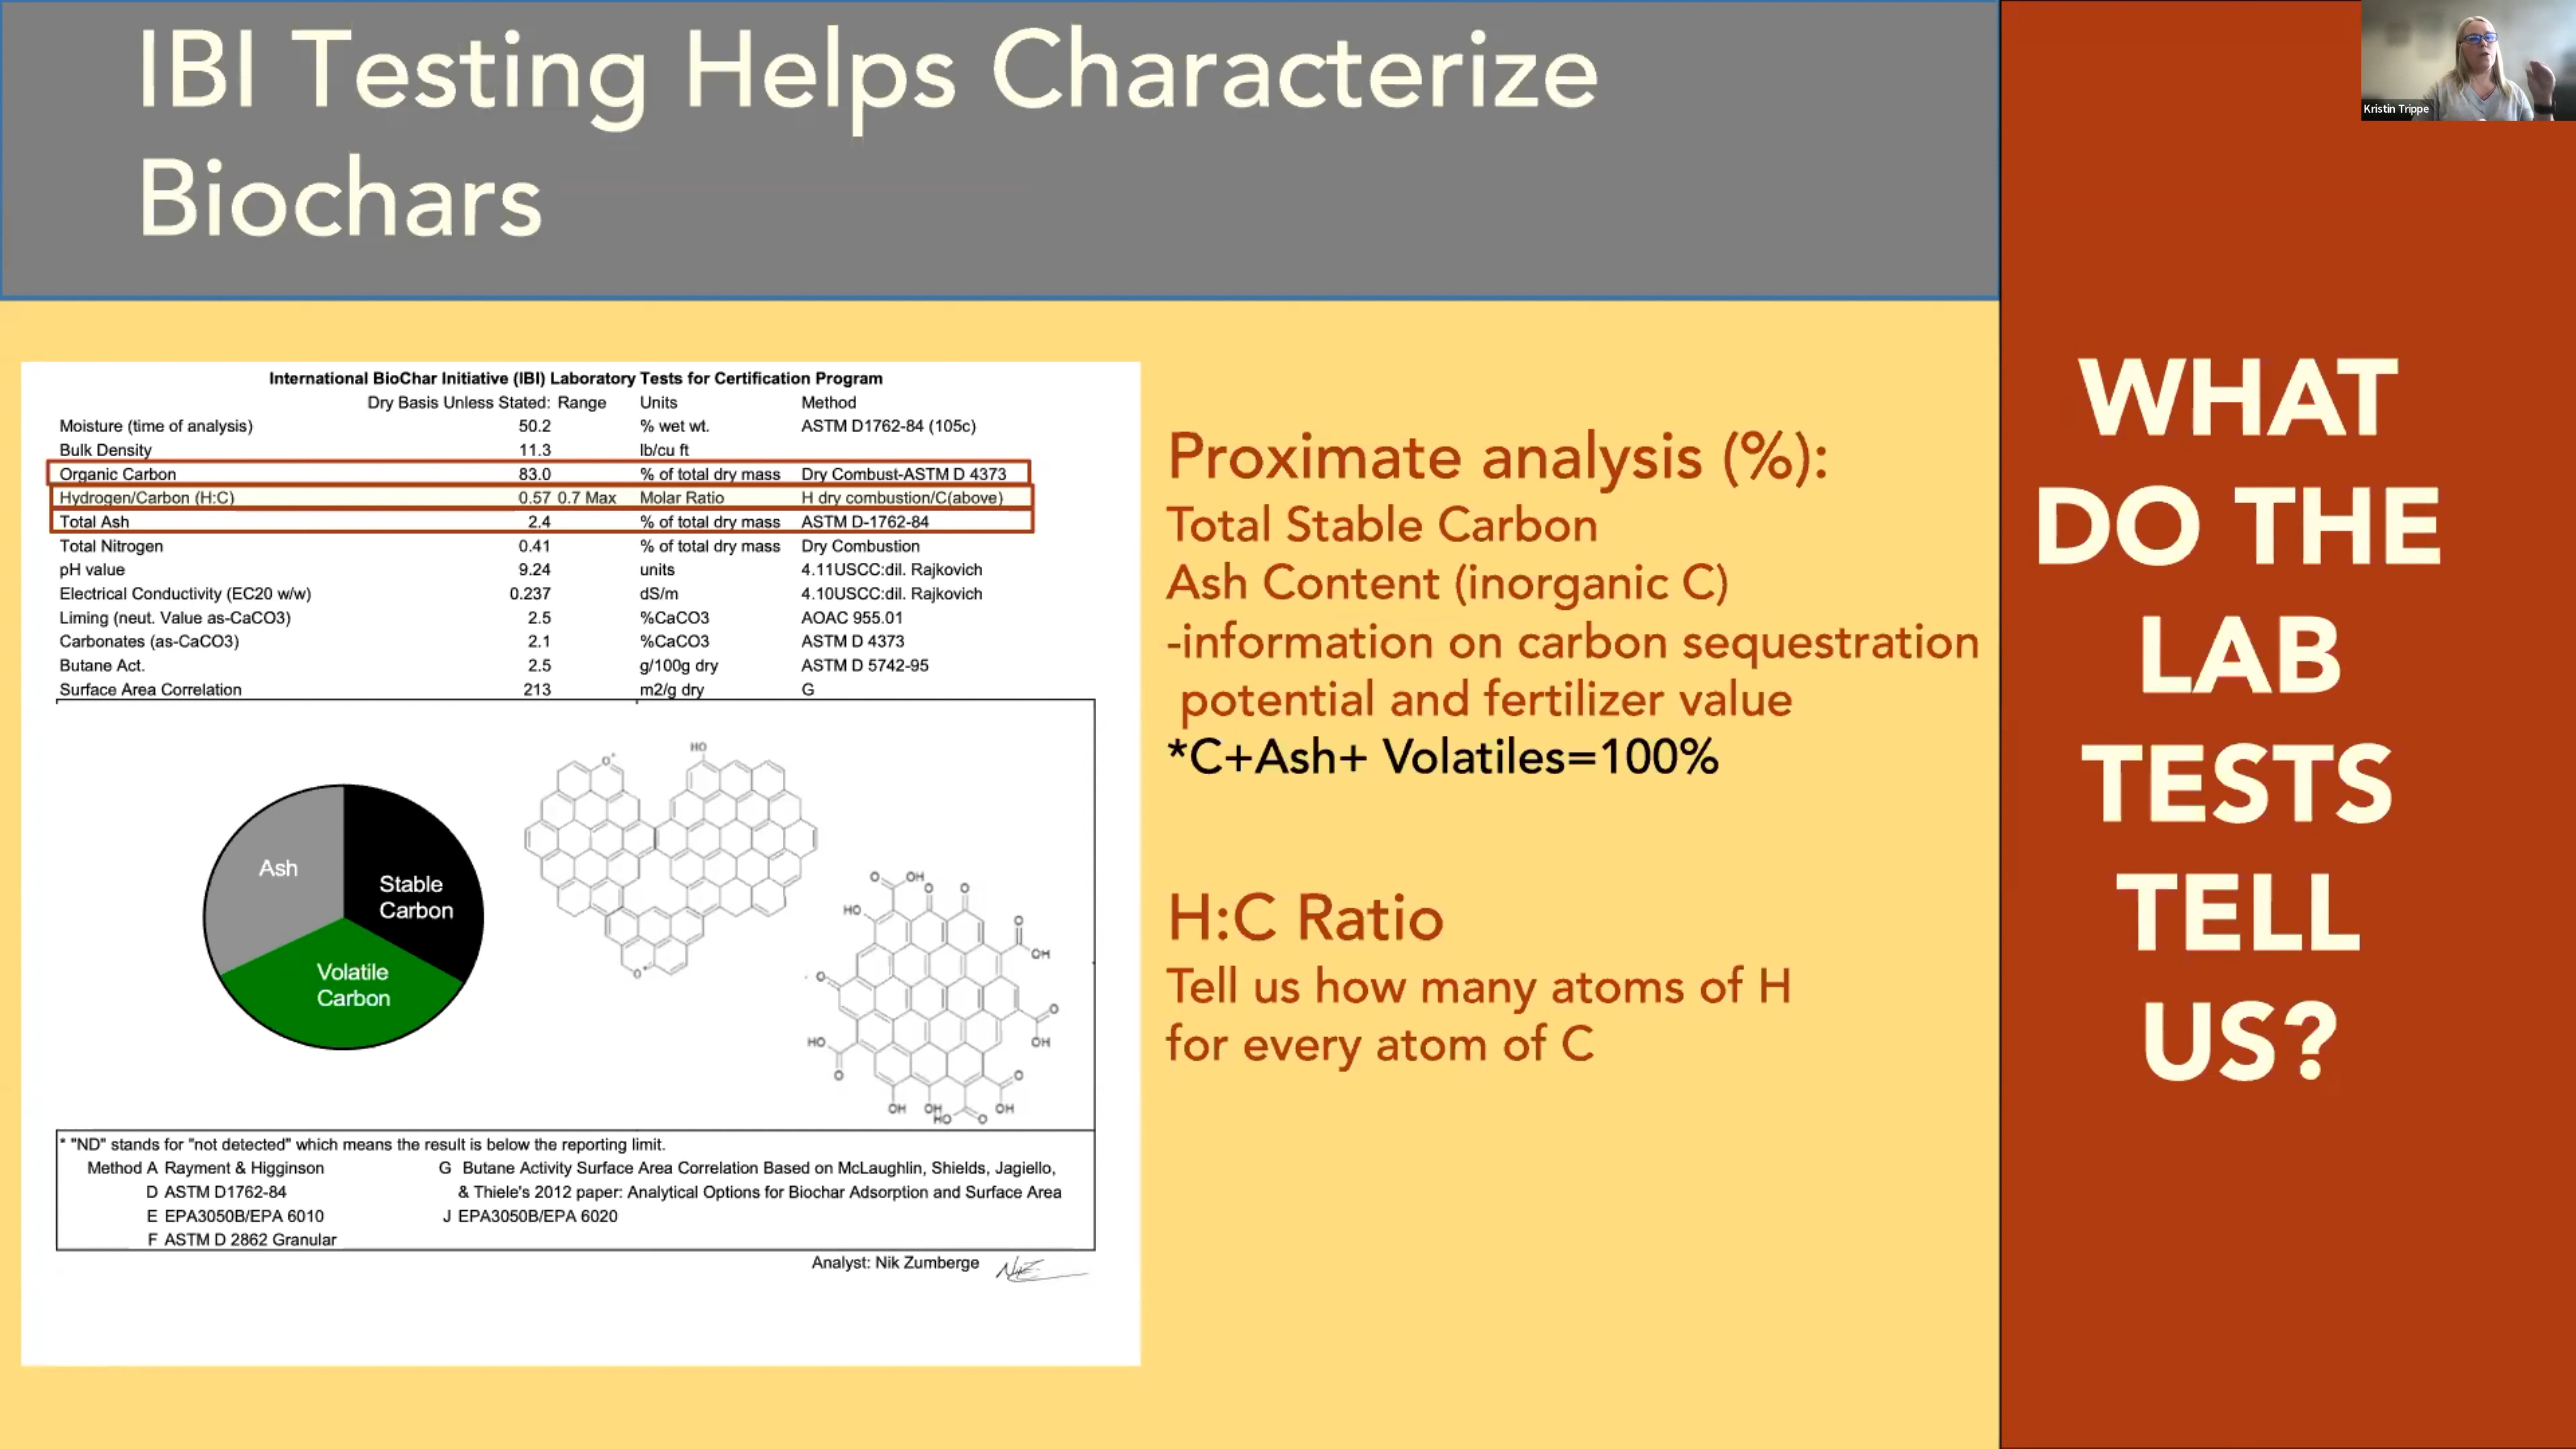 IBI Testing Helps Characterize
Biochars
Kristin Trippe
WHAT
DO THE
LAB
TESTS
TELL
US?
International BioChar Initiative (IBI) Laboratory Tests for Certification Program
Dry Basis Unless Stated: Range Units Method
Moisture (time of analysis) 50.2 % wet wt. ASTM D1762-84 (105c)
Bulk Density 11.3 lb/cu ft
Organic Carbon 83.0 % of total dry mass Dry Combust-ASTM D 4373
Hydrogen/Carbon (H:C) 0.57 0.7 Max Molar Ratio H dry combustion/C(above)
Total Ash 2.4 % of total dry mass ASTM D-1762-84
Total Nitrogen 0.41 % of total dry mass Dry Combustion
pH value 9.24 units 4.11USCC:dil. Rajkovich
Electrical Conductivity (EC20 w/w) 0.237 dS/m 4.10USCC:dil. Rajkovich
Liming (neut. Value as-CaCO3) 2.5 %CaCO3 AOAC 955.01
Carbonates (as-CaCO3) 2.1 %CaCO3 ASTM D 4373
Butane Act. 2.5 g/100g dry ASTM D 5742-95
Surface Area Correlation 213 m2/g dry G
Ash
Stable
Carbon
Volatile
Carbon
O+
HO
O+
O OH
O O
HO
O
OH
O
O
OH
HO
O
O
OH
OH OH
HO O
* "ND" stands for "not detected" which means the result is below the reporting limit.
Method A Rayment & Higginson G Butane Activity Surface Area Correlation Based on McLaughlin, Shields, Jagiello,
D ASTM D1762-84 & Thiele's 2012 paper: Analytical Options for Biochar Adsorption and Surface Area
E EPA3050B/EPA 6010 J EPA3050B/EPA 6020
F ASTM D 2862 Granular
Analyst: Nik Zumberge
Proximate analysis (%):
Total Stable Carbon
Ash Content (inorganic C)
-information on carbon sequestration
potential and fertilizer value
*C+Ash+ Volatiles=100%
H:C Ratio
Tell us how many atoms of H
for every atom of C